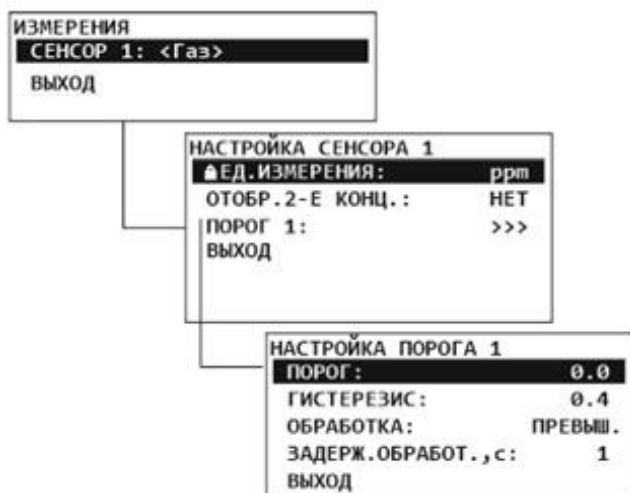 ИЗМЕРЕНИЯ
СЕНСОР 1: <Газ>
ВЫХОД
НАСТРОЙКА СЕНСОРА 1
ЕД.ИЗМЕРЕНИЯ: ppm
ОТОБР.2-Е КОНЦ.: НЕТ
ПОРОГ 1: >>>
ВЫХОД
НАСТРОЙКА ПОРОГА 1
ПОРОГ: 0.0
ГИСТЕРЕЗИС: 0.4
ОБРАБОТКА: ПРЕВЫШ.
ЗАДЕРЖ.ОБРАБОТ.,с: 1
ВЫХОД